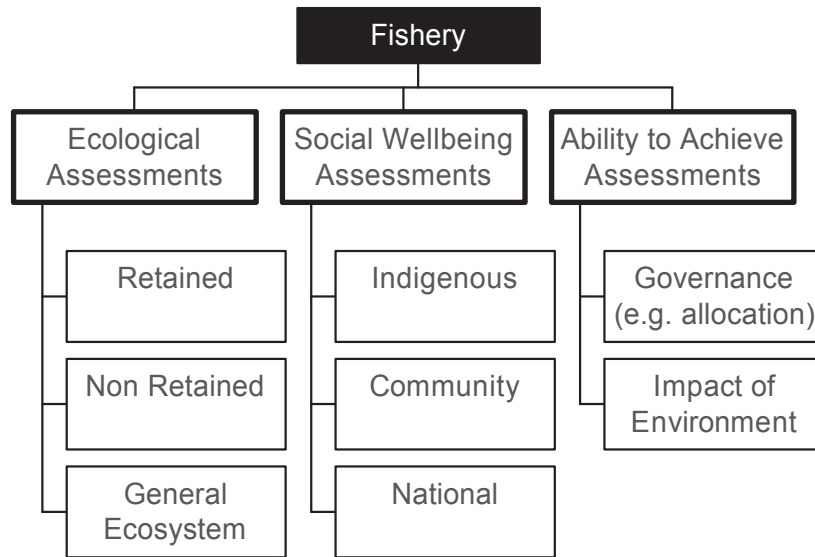 Fishery
Ecological
Assessments
Social Wellbeing
Assessments
Ability to Achieve
Assessments
Retained
Non Retained
General
Ecosystem
Indigenous
Community
National
Governance
(e.g. allocation)
Impact of
Environment